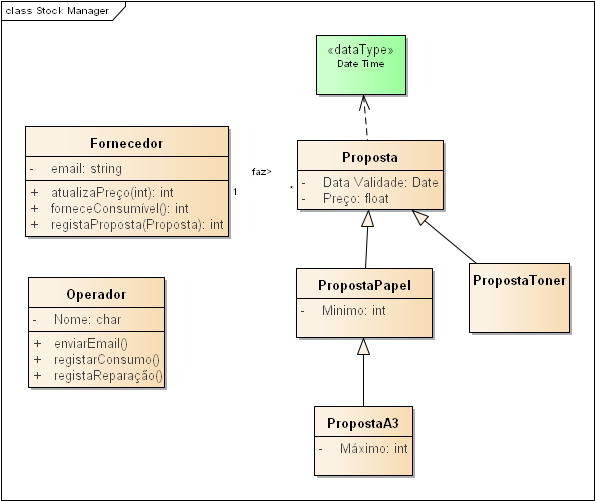 class Stock Manager
«dataType»
Date Time
Fornecedor
- email: string
+ atualizaPreço(int): int
+ forneceConsumível(): int
+ registaProposta(Proposta): int
faz>
1
*
Proposta
- Data Validade: Date
- Preço: float
PropostaPapel
- Minimo: int
PropostaToner
Operador
- Nome: char
+ enviarEmail()
+ registarConsumo()
+ registaReparação()
PropostaA3
- Máximo: int